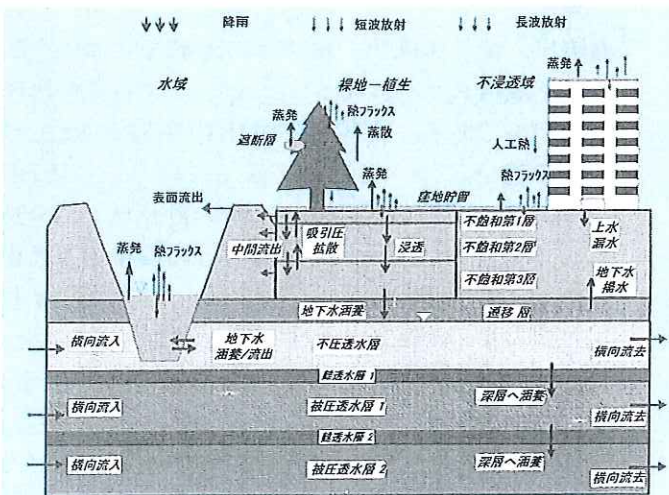 降雨
短波放射
長波放射
水域
裸地ー植生
不浸透域
蒸発
蒸発
熱フラックス
遮断層
蒸散
人工熱
蒸発
熱フラックス
表面流出
窪地貯留
不飽和第1層
上水
漏水
蒸発
熱フラックス
中間流出
吸引圧
拡散
浸透
不飽和第2層
不飽和第3層
地下水
揚水
地下水涵養
遷移層
横向流入
地下水
涵養/流出
不圧透水層
横向流去
難透水層 1
深層へ涵養
横向流入
被圧透水層 1
横向流去
難透水層 2
横向流入
被圧透水層 2
深層へ涵養
横向流去